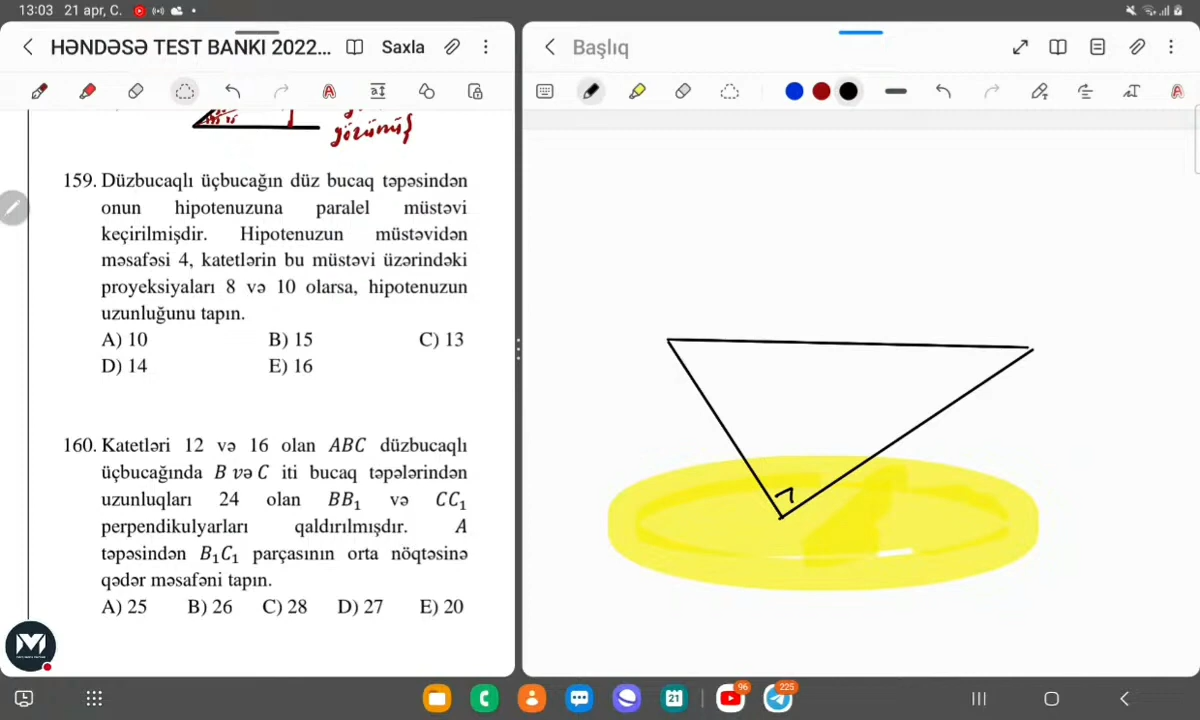 13:03 21 apr, C.
HƏNDƏSƏ TEST BANKI 2022... Saxla
Başlıq
gözümüş
159. Düzbucaqlı üçbucağın düz bucaq təpəsindən
onun hipotenuzuna paralel müstəvi
keçirilmişdir. Hipotenuzun müstəvidən
məsafəsi 4, katetlərin bu müstəvi üzərindəki
proyeksiyaları 8 və 10 olarsa, hipotenuzun
uzunluğunu tapın.
A) 10 B) 15 C) 13
D) 14 E) 16
160. Katetləri 12 və 16 olan ABC düzbucaqlı
üçbucağında B və C iti bucaq təpələrindən
uzunluqları 24 olan BB₁ və CC₁
perpendikulyarları qaldırılmışdır. A
təpəsindən B₁C₁ parçasının orta nöqtəsinə
qədər məsafəni tapın.
A) 25 B) 26 C) 28 D) 27 E) 20
21
96
225